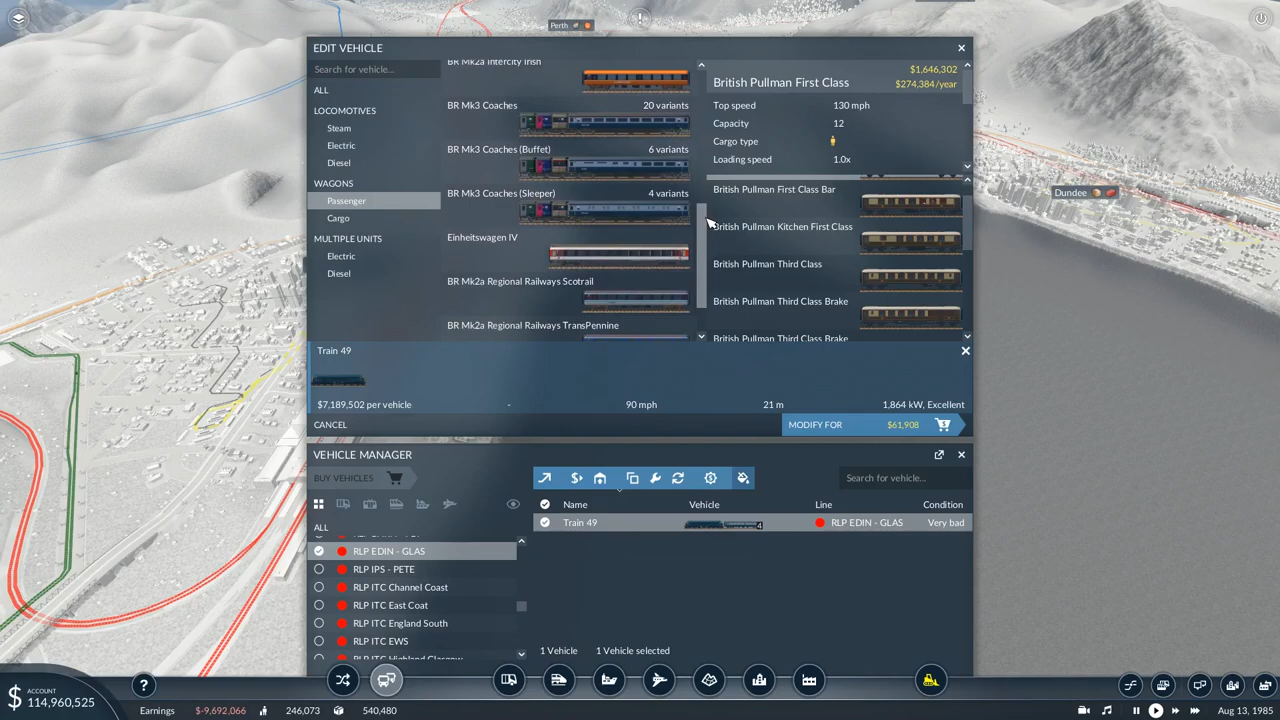 Perth
Dundee
EDIT VEHICLE
Search for vehicle...
ALL
LOCOMOTIVES
Steam
Electric
Diesel
WAGONS
Passenger
Cargo
MULTIPLE UNITS
Electric
Diesel
BR Mk2a Intercity Irish
BR Mk3 Coaches 20 variants
BR Mk3 Coaches (Buffet) 6 variants
BR Mk3 Coaches (Sleeper) 4 variants
Einheitswagen IV
BR Mk2a Regional Railways Scotrail
BR Mk2a Regional Railways TransPennine
$1,646,302
British Pullman First Class
$274,384/year
Top speed 130 mph
Capacity 12
Cargo type
Loading speed 1.0x
British Pullman First Class Bar
British Pullman Kitchen First Class
British Pullman Third Class
British Pullman Third Class Brake
British Pullman Third Class Brake
Train 49
$7,189,502 per vehicle - 90 mph 21 m 1,864 kW, Excellent
CANCEL
MODIFY FOR $61,908
VEHICLE MANAGER
BUY VEHICLES
Search for vehicle...
ALL
Name Vehicle Line Condition
Train 49 4 RLP EDIN - GLAS Very bad
RLP EDIN - GLAS
RLP IPS - PETE
RLP ITC Channel Coast
RLP ITC East Coat
RLP ITC England South
RLP ITC EWS
RLP ITC Highland Glasgow
1 Vehicle 1 Vehicle selected
$ ACCOUNT
114,960,525
?
Earnings $-9,692,066 246,073 540,480
Aug 13, 1985